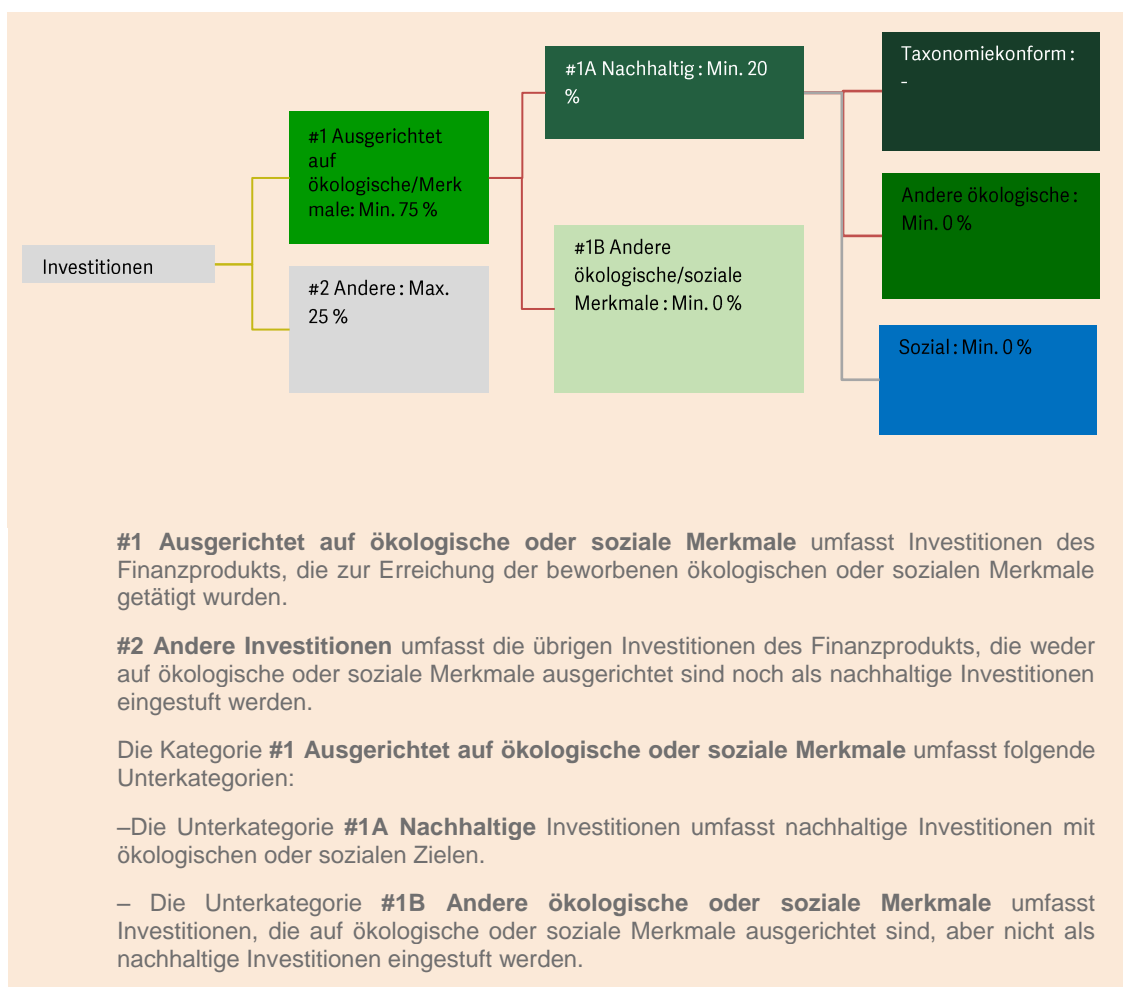 Investitionen
#1 Ausgerichtet
auf
ökologische/Merk
male: Min. 75 %
#2 Andere : Max.
25 %
#1A Nachhaltig : Min. 20
%
#1B Andere
ökologische/soziale
Merkmale : Min. 0 %
Taxonomiekonform :
-
Andere ökologische :
Min. 0 %
Sozial : Min. 0 %
#1 Ausgerichtet auf ökologische oder soziale Merkmale umfasst Investitionen des
Finanzprodukts, die zur Erreichung der beworbenen ökologischen oder sozialen Merkmale
getätigt wurden.
#2 Andere Investitionen umfasst die übrigen Investitionen des Finanzprodukts, die weder
auf ökologische oder soziale Merkmale ausgerichtet sind noch als nachhaltige Investitionen
eingestuft werden.
Die Kategorie #1 Ausgerichtet auf ökologische oder soziale Merkmale umfasst folgende
Unterkategorien:
–Die Unterkategorie #1A Nachhaltige Investitionen umfasst nachhaltige Investitionen mit
ökologischen oder sozialen Zielen.
– Die Unterkategorie #1B Andere ökologische oder soziale Merkmale umfasst
Investitionen, die auf ökologische oder soziale Merkmale ausgerichtet sind, aber nicht als
nachhaltige Investitionen eingestuft werden.